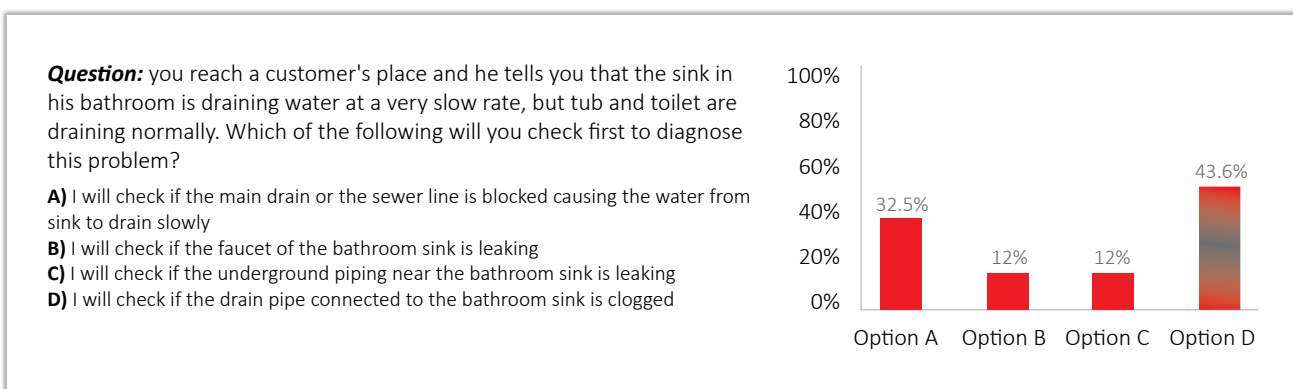 Question: you reach a customer's place and he tells you that the sink in
his bathroom is draining water at a very slow rate, but tub and toilet are
draining normally. Which of the following will you check first to diagnose
this problem?
A) I will check if the main drain or the sewer line is blocked causing the water from
sink to drain slowly
B) I will check if the faucet of the bathroom sink is leaking
C) I will check if the underground piping near the bathroom sink is leaking
D) I will check if the drain pipe connected to the bathroom sink is clogged
100%
80%
60%
40%
20%
0%
32.5%
12%
12%
43.6%
Option A Option B Option C Option D